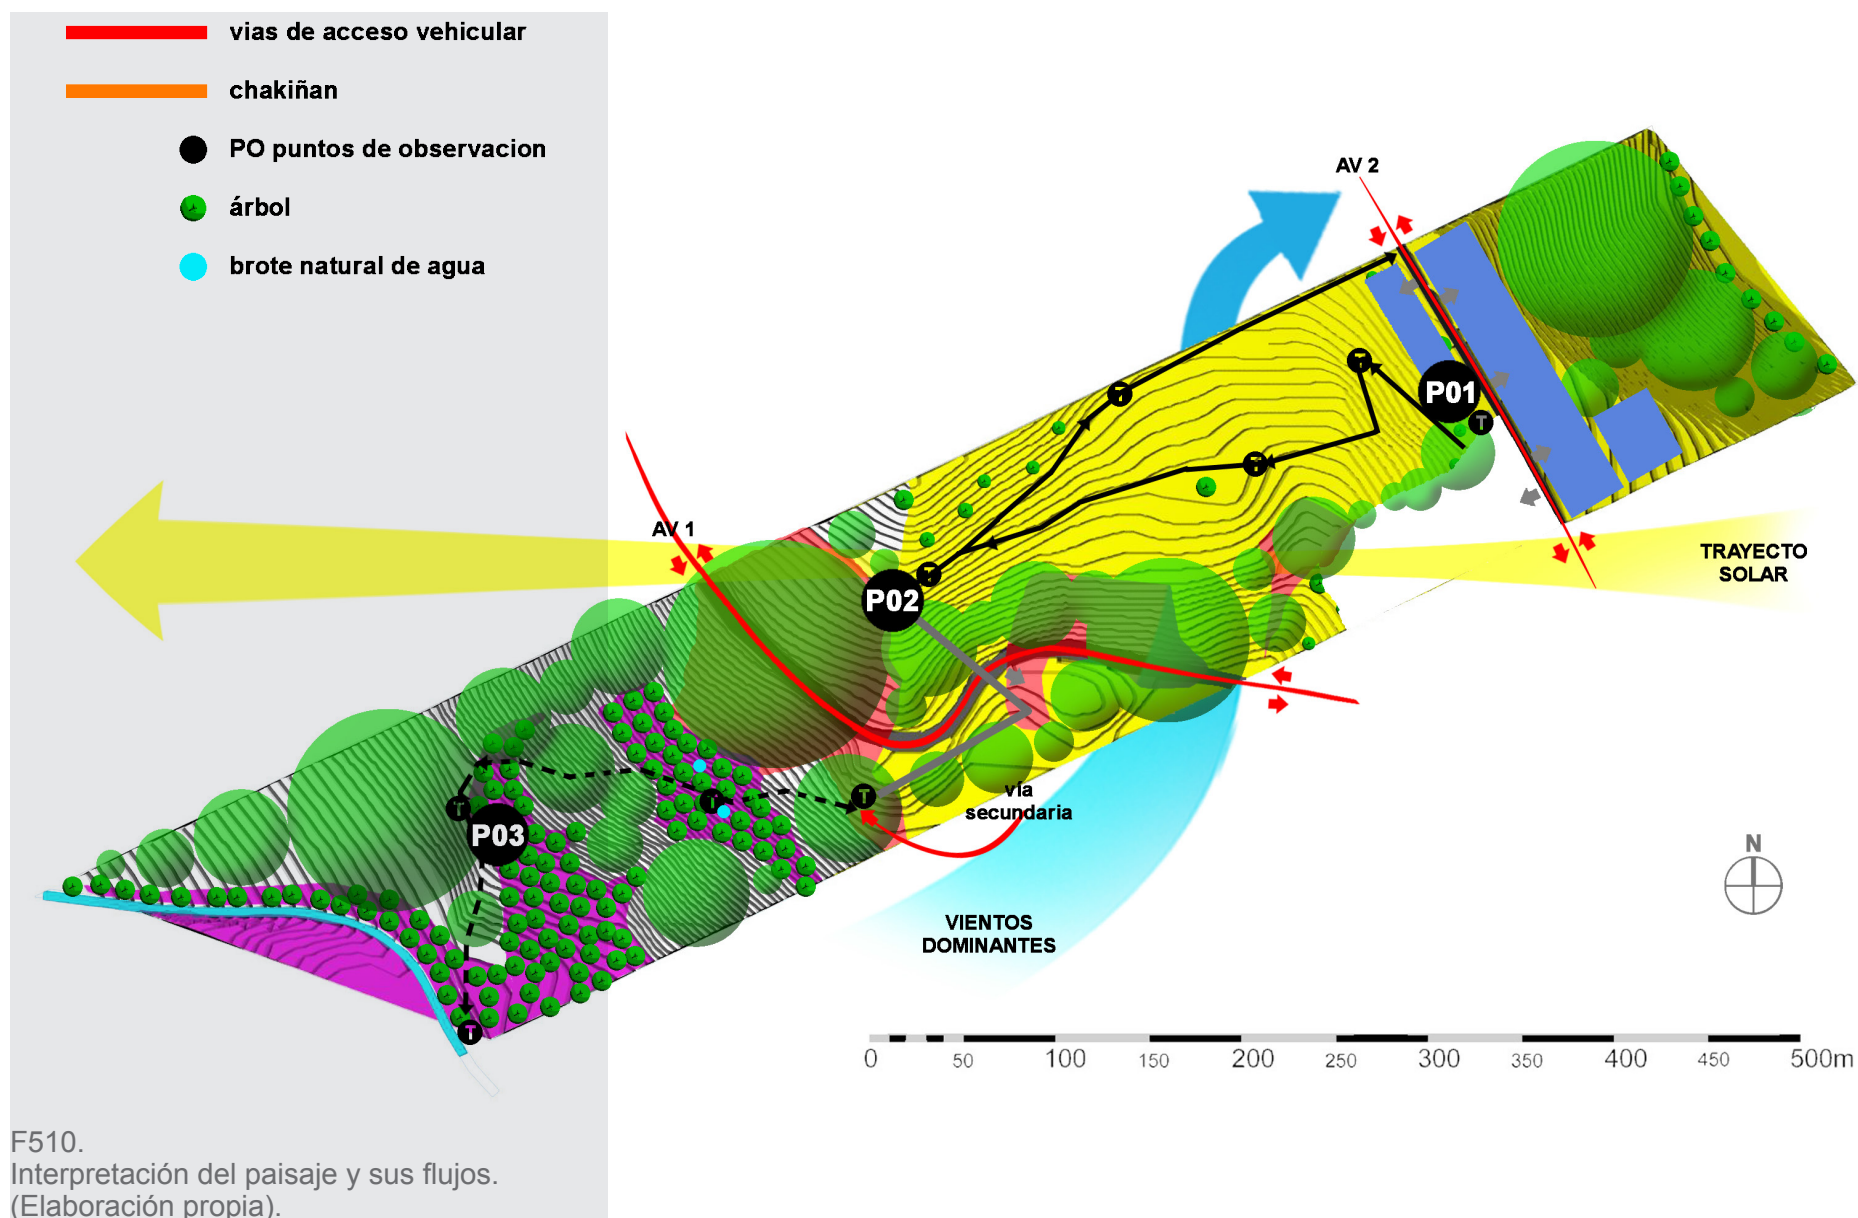 vias de acceso vehicular
chakiñan
PO puntos de observacion
árbol
brote natural de agua
AV 2
P01
T
T
T
T
TRAYECTO
SOLAR
AV 1
T
P02
vía
secundaria
T
T
T
P03
T
VIENTOS
DOMINANTES
N
0 50 100 150 200 250 300 350 400 450 500m
F510.
Interpretación del paisaje y sus flujos.
(Elaboración propia).